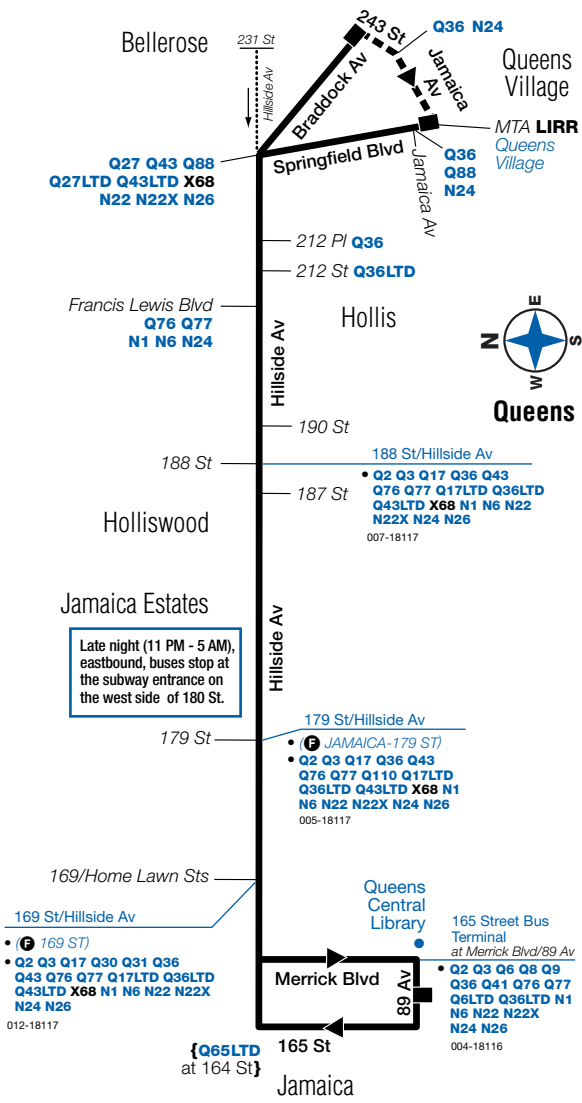 243 St
Q36 N24
Bellerose
231 St
Hillside Av
Braddock Av
Jamaica
Av
Queens
Village
MTA LIRR
Queens
Village
Springfield Blvd
Jamaica Av
Q36
Q88
N24
Q27 Q43 Q88
Q27LTD Q43LTD X68
N22 N22X N26
212 Pl Q36
212 St Q36LTD
Francis Lewis Blvd
Q76 Q77
N1 N6 N24
Hollis
Hillside Av
E
N
S
W
Queens
190 St
188 St
188 St/Hillside Av
• Q2 Q3 Q17 Q36 Q43
Q76 Q77 Q17LTD Q36LTD
Q43LTD X68 N1 N6 N22
N22X N24 N26
007-18117
187 St
Holliswood
Jamaica Estates
Late night (11 PM - 5 AM),
eastbound, buses stop at
the subway entrance on
the west side of 180 St.
Hillside Av
179 St
179 St/Hillside Av
• (F JAMAICA-179 ST)
• Q2 Q3 Q17 Q36 Q43
Q76 Q77 Q110 Q17LTD
Q36LTD Q43LTD X68 N1
N6 N22 N22X N24 N26
005-18117
169/Home Lawn Sts
169 St/Hillside Av
• (F 169 ST)
• Q2 Q3 Q17 Q30 Q31 Q36
Q43 Q76 Q77 Q17LTD Q36LTD
Q43LTD X68 N1 N6 N22 N22X
N24 N26
012-18117
Queens
Central
Library
165 Street Bus
Terminal
at Merrick Blvd/89 Av
• Q2 Q3 Q6 Q8 Q9
Q36 Q41 Q76 Q77
Q6LTD Q36LTD N1
N6 N22 N22X
N24 N26
004-18116
Merrick Blvd
89 Av
165 St
{Q65LTD
at 164 St}
Jamaica